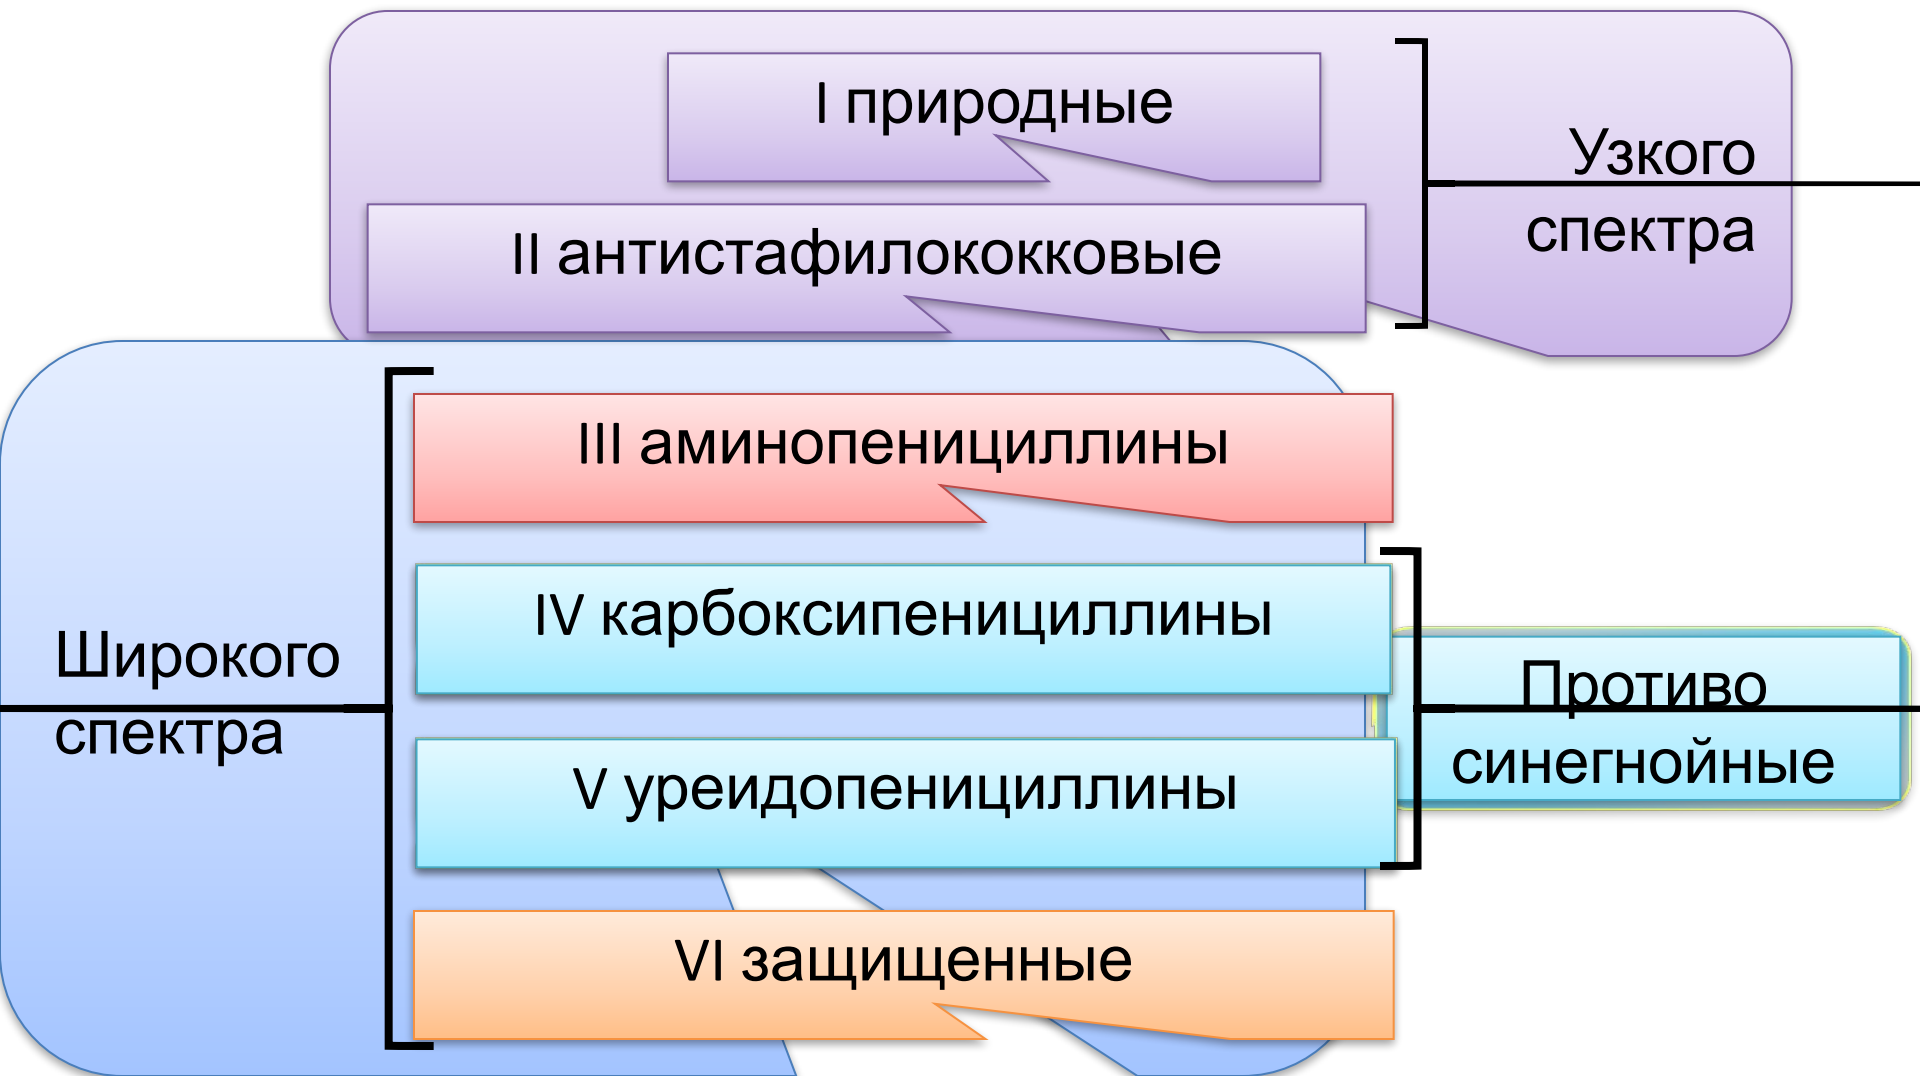 I природные
Узкого
спектра
II антистафилококковые
III аминопенициллины
IV карбоксипенициллины
Широкого
спектра
Противо
синегнойные
V уреидопенициллины
VI защищенные